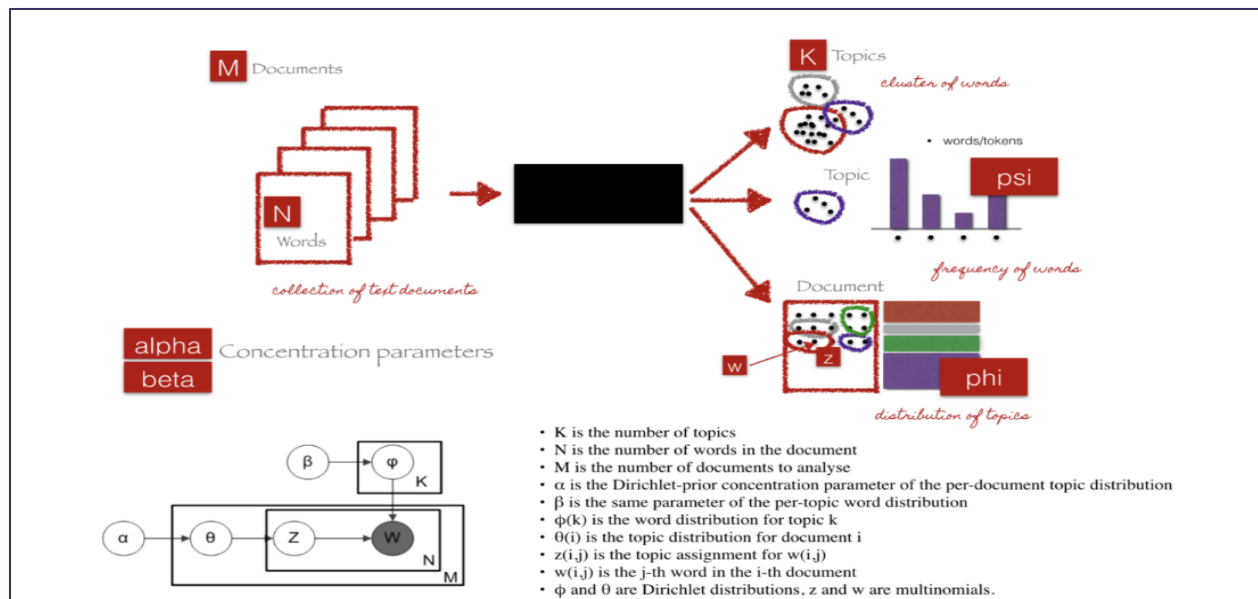 M Documents
N
Words
collection of text documents
alpha
beta
Concentration parameters
K Topics
cluster of words
• words/tokens
Topic
psi
frequency of words
Document
w
z
phi
distribution of topics
β
φ
K
α
θ
Z
W
N
M
• K is the number of topics
• N is the number of words in the document
• M is the number of documents to analyse
• α is the Dirichlet-prior concentration parameter of the per-document topic distribution
• β is the same parameter of the per-topic word distribution
• ϕ(k) is the word distribution for topic k
• θ(i) is the topic distribution for document i
• z(i,j) is the topic assignment for w(i,j)
• w(i,j) is the j-th word in the i-th document
• ϕ and θ are Dirichlet distributions, z and w are multinomials.